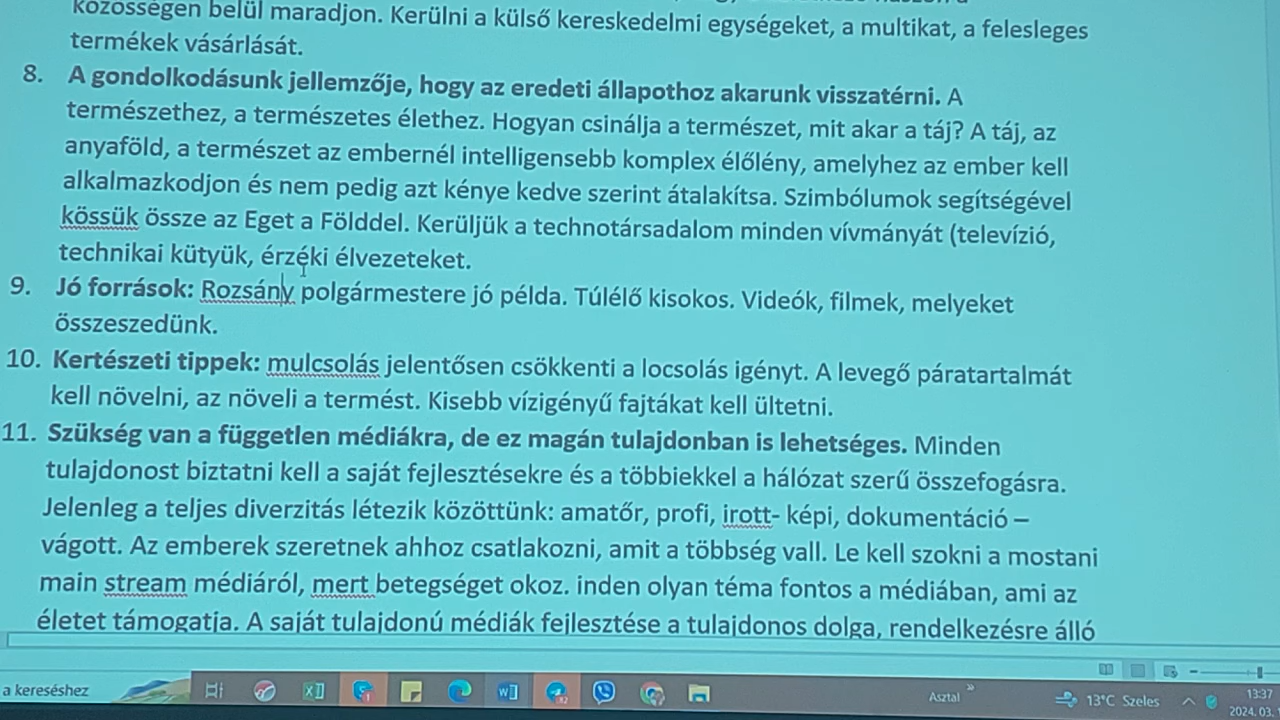 közösségen belül maradjon. Kerülni a külső kereskedelmi egységeket, a multikat, a felesleges
termékek vásárlását.
8. A gondolkodásunk jellemzője, hogy az eredeti állapothoz akarunk visszatérni. A
természethez, a természetes élethez. Hogyan csinálja a természet, mit akar a táj? A táj, az
anyaföld, a természet az embernél intelligensebb komplex élőlény, amelyhez az ember kell
alkalmazkodjon és nem pedig azt kénye kedve szerint átalakítsa. Szimbólumok segítségével
kössük össze az Eget a Földdel. Kerüljük a technotársadalom minden vívmányát (televízió,
technikai kütyük, érzéki élvezeteket.
9. Jó források: Rozsány polgármestere jó példa. Túlélő kisokos. Videók, filmek, melyeket
összeszedünk.
10. Kertészeti tippek: mulcsolás jelentősen csökkenti a locsolás igényt. A levegő páratartalmát
kell növelni, az növeli a termést. Kisebb vízigényű fajtákat kell ültetni.
11. Szükség van a független médiákra, de ez magán tulajdonban is lehetséges. Minden
tulajdonost biztatni kell a saját fejlesztésekre és a többiekkel a hálózat szerű összefogásra.
Jelenleg a teljes diverzitás létezik közöttünk: amatőr, profi, irott- képi, dokumentáció –
vágott. Az emberek szeretnek ahhoz csatlakozni, amit a többség vall. Le kell szokni a mostani
main stream médiáról, mert betegséget okoz. inden olyan téma fontos a médiában, ami az
életet támogatja. A saját tulajdonú médiák fejlesztése a tulajdonos dolga, rendelkezésre álló
a kereséshez
Asztal
13°C Szeles
13:37
2024. 03.